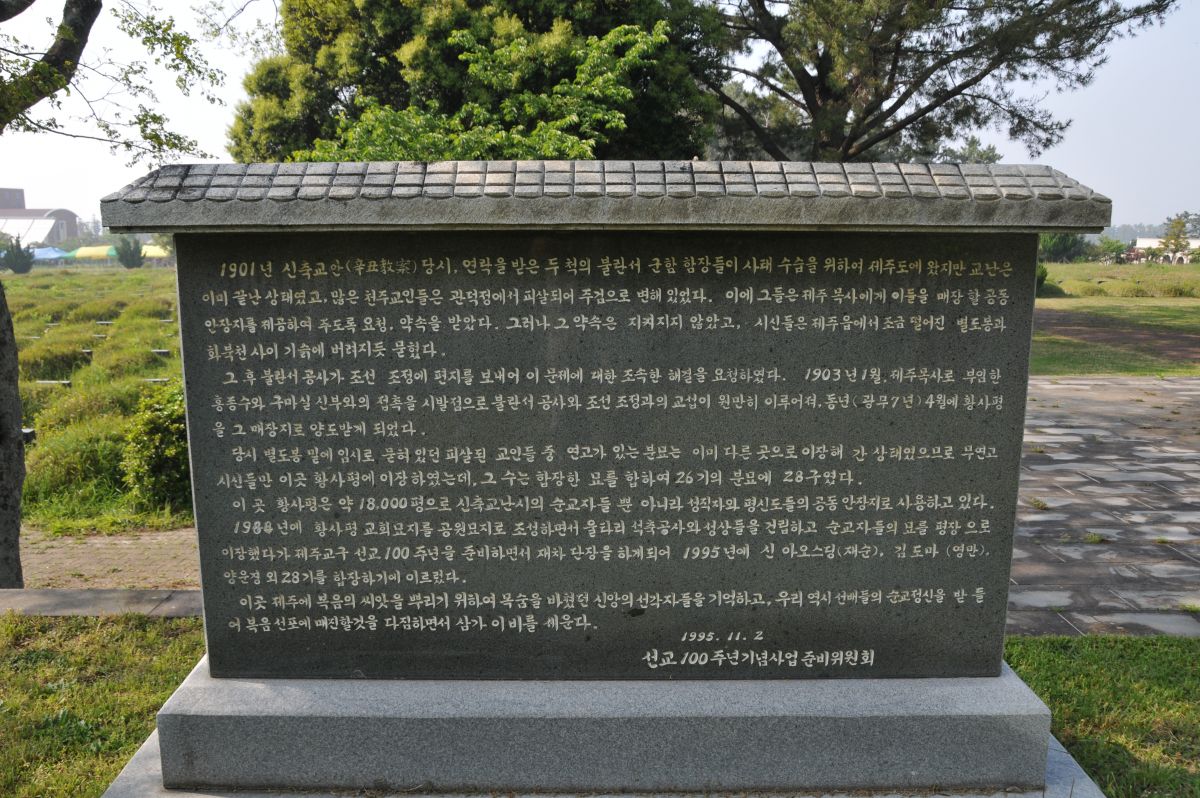 1901년 신축교안(辛丑敎案)당시, 연락을 받은 두 척의 불란서 군함 함장들이 사태 수습을 위하여 제주도에 왔지만 교난은
이미 끝난 상태였고, 많은 천주교인들은 관덕정에서 피살되어 주검으로 변해 있었다. 이에 그들은 제주 목사에게 이들을 매장 할 공동
안장지를 제공하여 주도록 요청, 약속을 받았다. 그러나 그 약속은 지켜지지 않았고, 시신들은 제주읍에서 조금 떨어진 별도봉과
화북천 사이 기슭에 버려지듯 묻혔다.
그 후 불란서 공사가 조선 조정에 편지를 보내어 이 문제에 대한 조속한 해결을 요청하였다. 1903년 1월, 제주목사로 부임한
홍종수와 구마실 신부와의 접촉을 시발점으로 불란서 공사와 조선 조정과의 교섭이 원만히 이루어져, 동년(광무7년) 4월에 황사평
을 그 매장지로 양도받게 되었다.
당시 별도봉 밑에 임시로 묻혀 있던 피살된 교인들 중 연고가 있는 분묘는 이미 다른 곳으로 이장해 간 상태였으므로 무연고
시신들만 이곳 황사평에 이장하였는데, 그 수는 합장한 묘를 합하여 26기의 분묘에 28구였다.
이 곳 황사평은 약 18,000평으로 신축교난시의 순교자들 뿐 아니라 성직자와 평신도들의 공동 안장지로 사용하고 있다.
1984년에 황사평 교회묘지를 공원묘지로 조성하면서 울타리 석축공사와 성상들을 건립하고 순교자들의 묘를 평장 으로
이장했다가 제주교구 선교 100주년을 준비하면서 재차 단장을 하게되어 1995년에 신 아오스딩(재순), 김 도마 (영만),
양운경 외 28기를 합장하기에 이르렀다.
이곳 제주에 복음의 씨앗을 뿌리기 위하여 목숨을 바쳤던 신앙의 선각자들을 기억하고, 우리 역시 선배들의 순교정신을 받 들
어 복음 선포에 매진할것을 다짐하면서 삼가 이 비를 세운다.
1995. 11. 2
선교 100주년기념사업 준비위원회